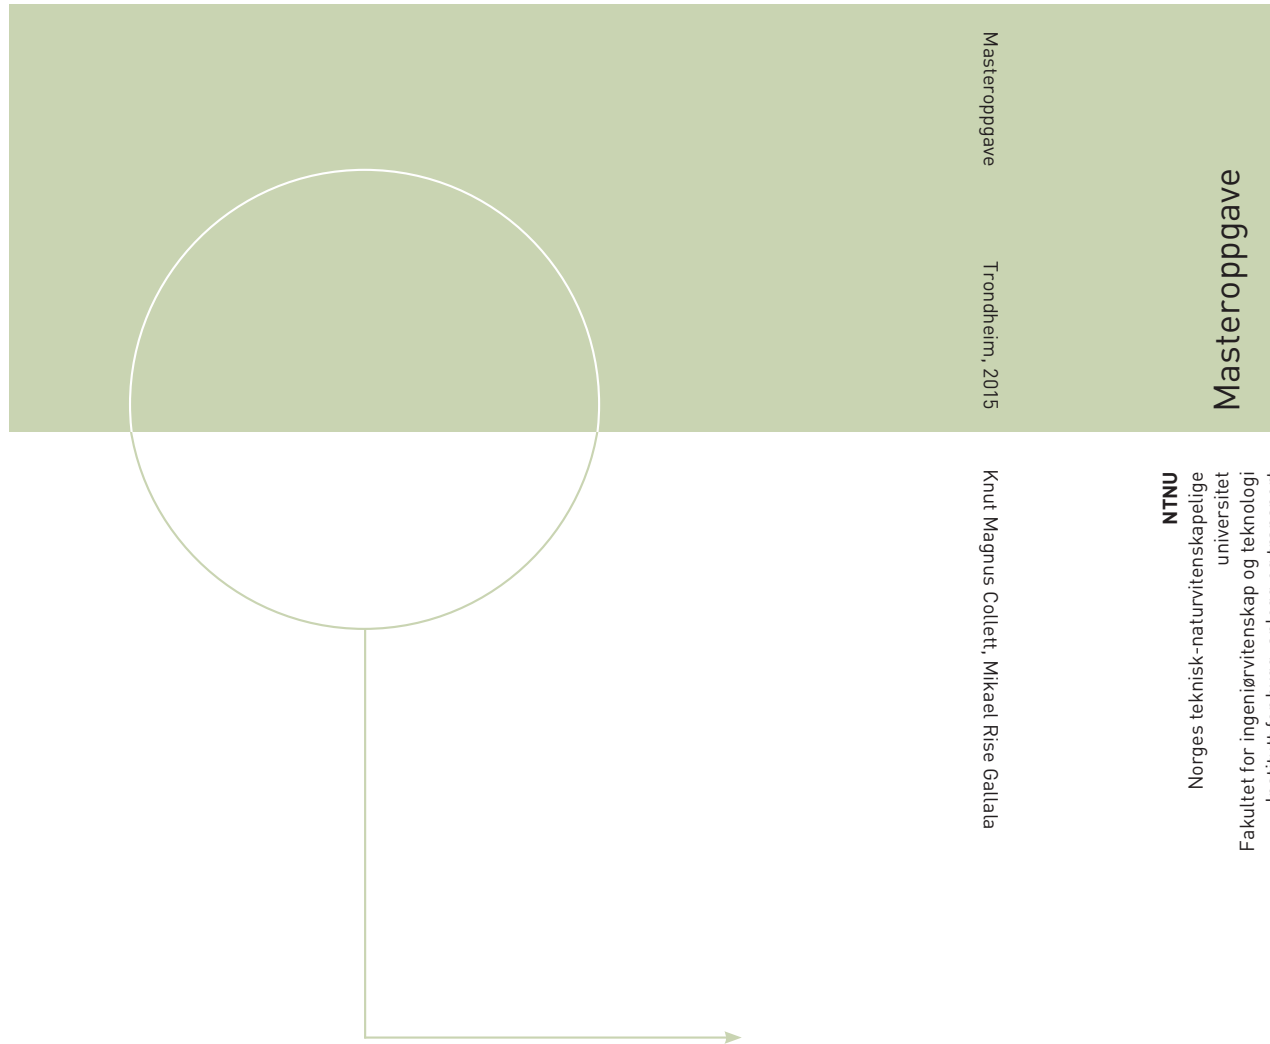 Masteroppgave
Trondheim, 2015
Knut Magnus Collett, Mikael Rise Gallala
Masteroppgave
NTNU
Norges teknisk-naturvitenskapelige
universitet
Fakultet for ingeniørvitenskap og teknologi